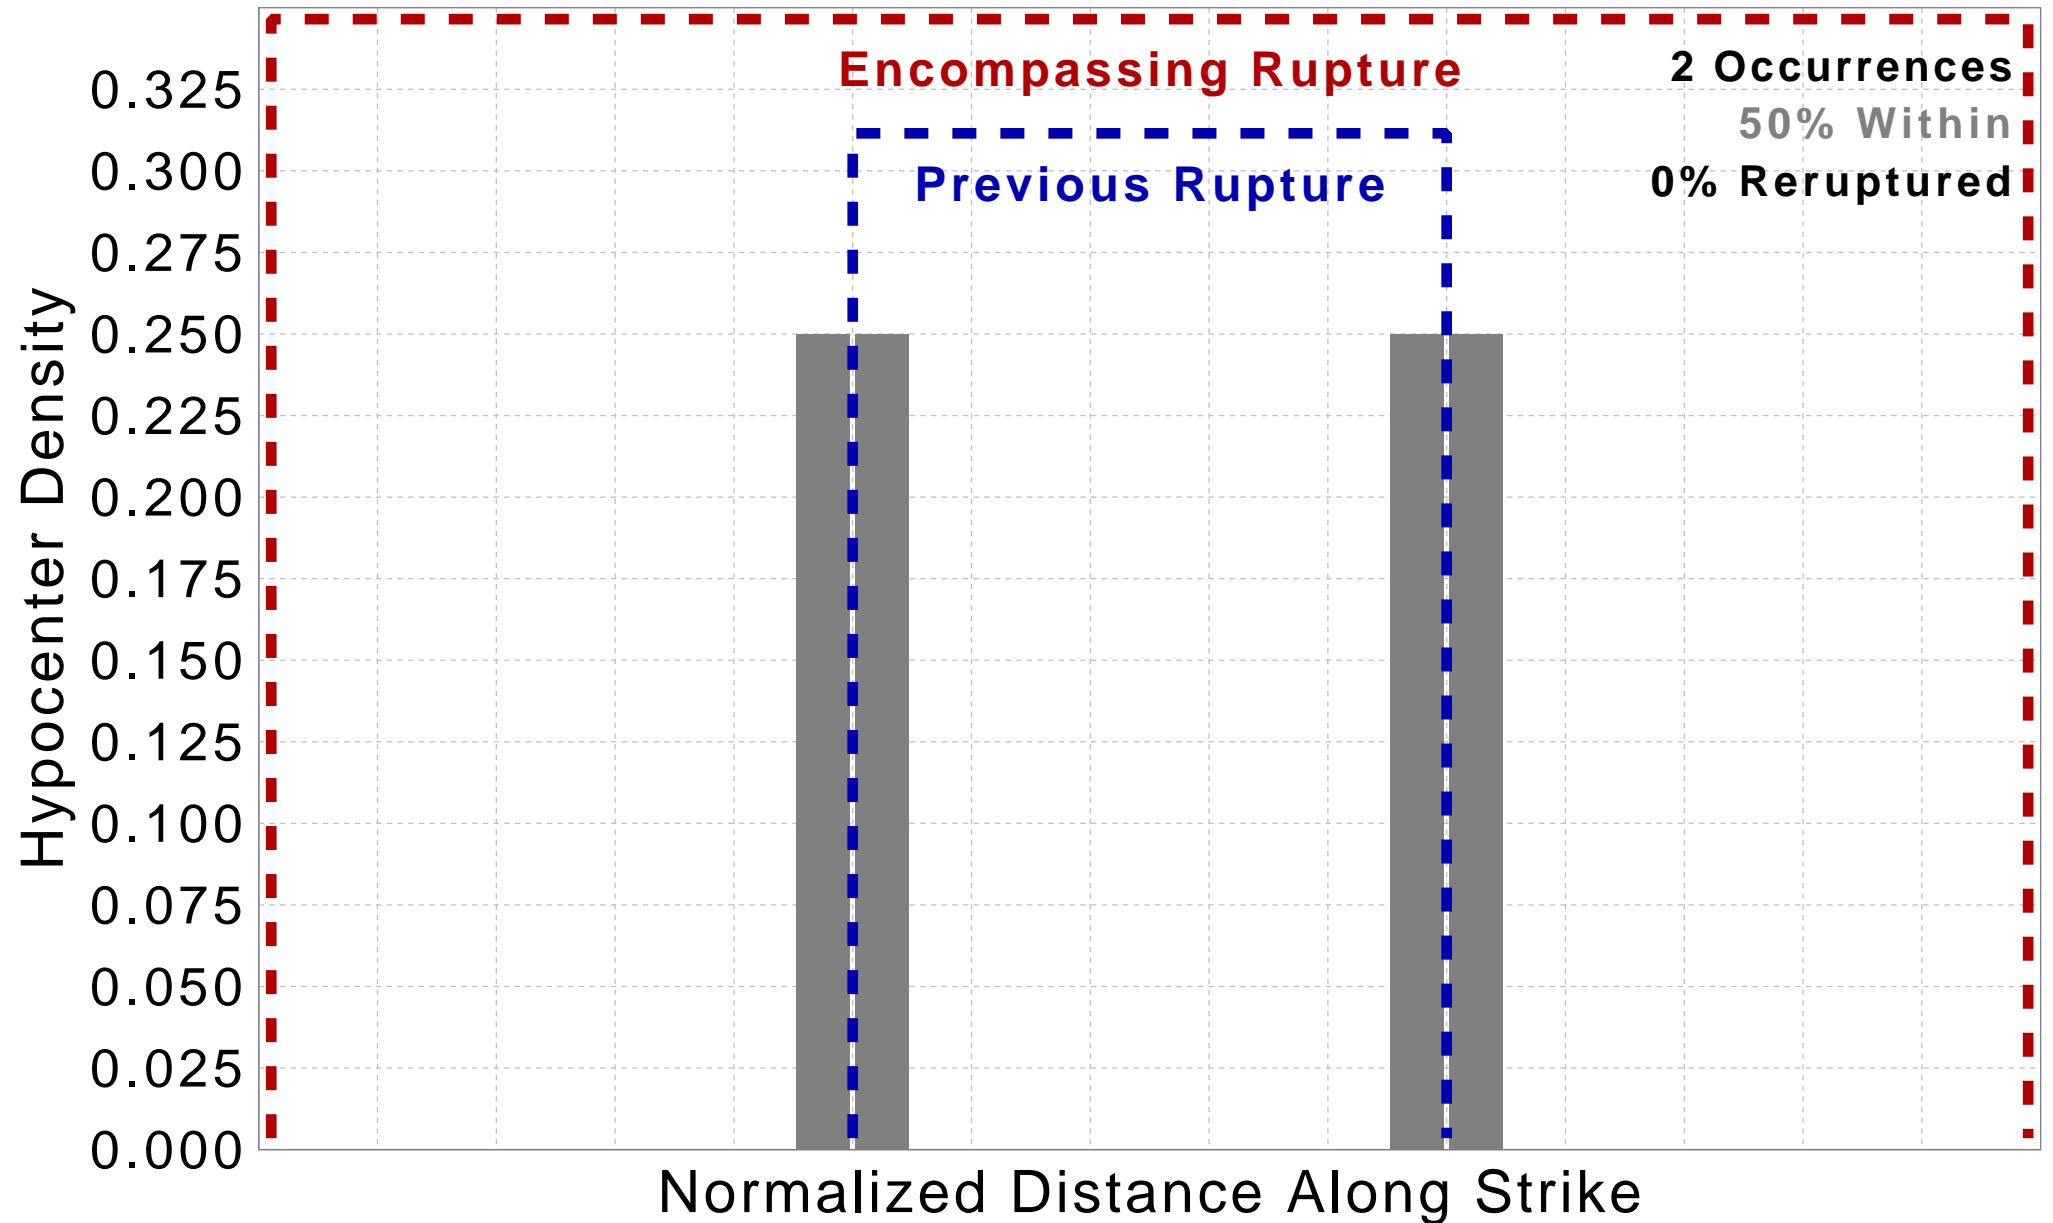 Encompassing Rupture
2 Occurrences
50% Within
0% Reruptured
Previous Rupture
0.325
0.300
0.275
0.250
0.225
0.200
0.175
0.150
0.125
0.100
0.075
0.050
0.025
0.000
Hypocenter Density
Normalized Distance Along Strike